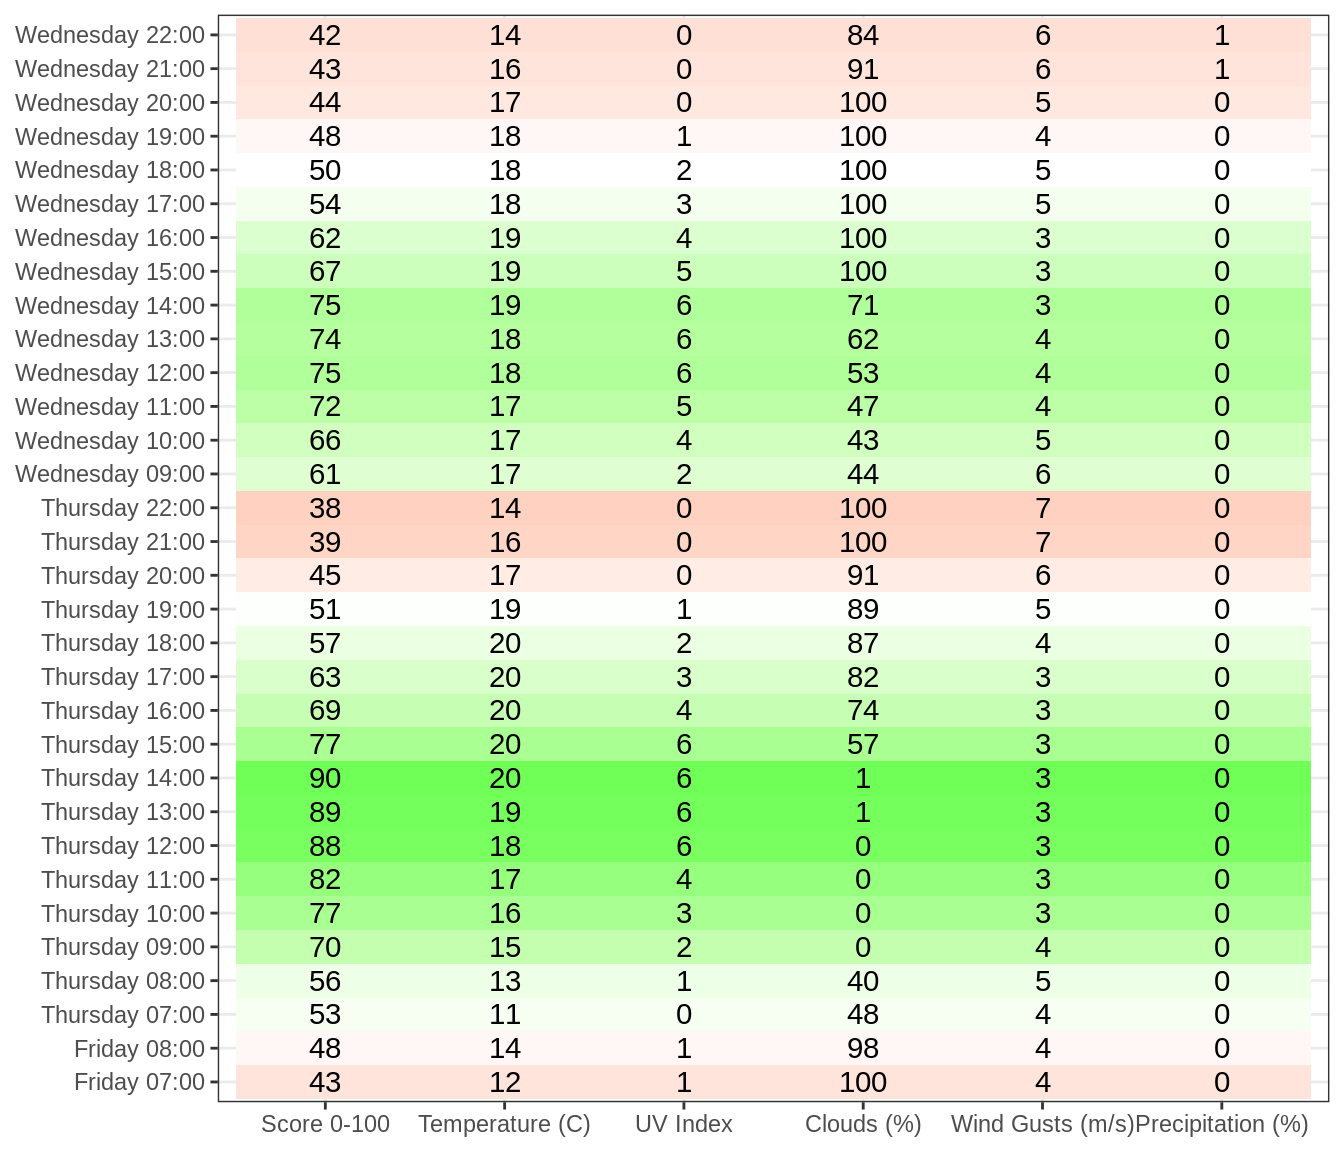 Wednesday 22:00 42 14 0 84 6 1
Wednesday 21:00 43 16 0 91 6 1
Wednesday 20:00 44 17 0 100 5 0
Wednesday 19:00 48 18 1 100 4 0
Wednesday 18:00 50 18 2 100 5 0
Wednesday 17:00 54 18 3 100 5 0
Wednesday 16:00 62 19 4 100 3 0
Wednesday 15:00 67 19 5 100 3 0
Wednesday 14:00 75 19 6 71 3 0
Wednesday 13:00 74 18 6 62 4 0
Wednesday 12:00 75 18 6 53 4 0
Wednesday 11:00 72 17 5 47 4 0
Wednesday 10:00 66 17 4 43 5 0
Wednesday 09:00 61 17 2 44 6 0
Thursday 22:00 38 14 0 100 7 0
Thursday 21:00 39 16 0 100 7 0
Thursday 20:00 45 17 0 91 6 0
Thursday 19:00 51 19 1 89 5 0
Thursday 18:00 57 20 2 87 4 0
Thursday 17:00 63 20 3 82 3 0
Thursday 16:00 69 20 4 74 3 0
Thursday 15:00 77 20 6 57 3 0
Thursday 14:00 90 20 6 1 3 0
Thursday 13:00 89 19 6 1 3 0
Thursday 12:00 88 18 6 0 3 0
Thursday 11:00 82 17 4 0 3 0
Thursday 10:00 77 16 3 0 3 0
Thursday 09:00 70 15 2 0 4 0
Thursday 08:00 56 13 1 40 5 0
Thursday 07:00 53 11 0 48 4 0
Friday 08:00 48 14 1 98 4 0
Friday 07:00 43 12 1 100 4 0
Score 0-100 Temperature (C) UV Index Clouds (%) Wind Gusts (m/s) Precipitation (%)